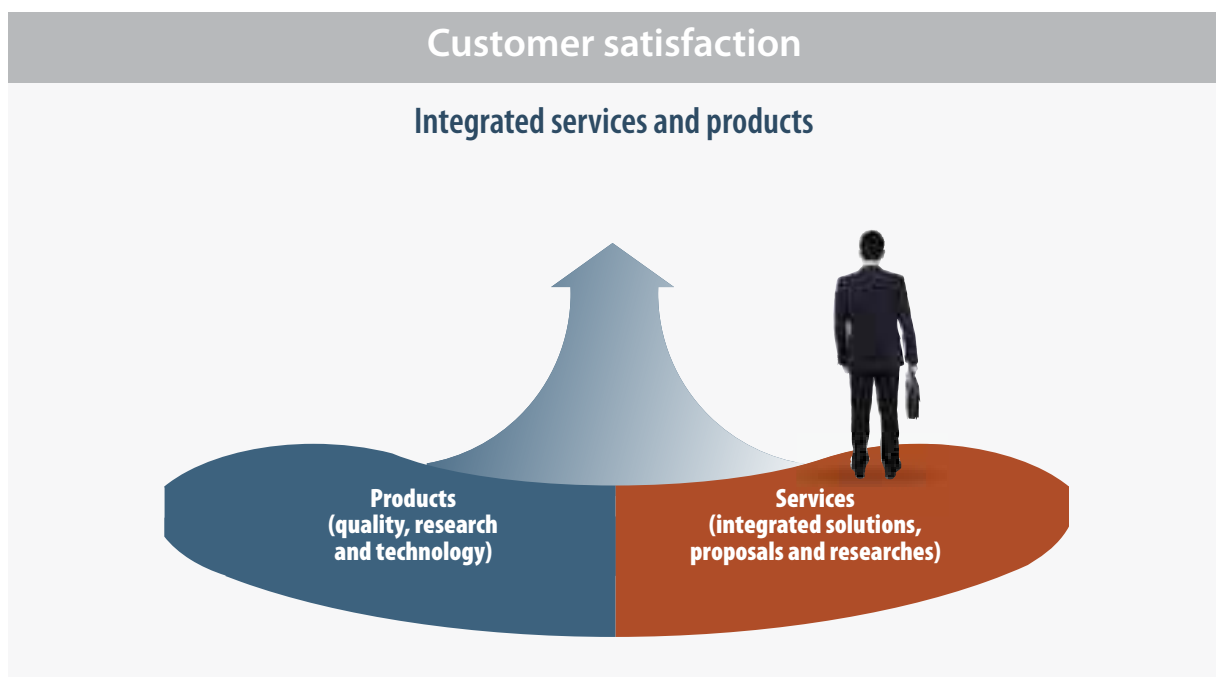 Customer satisfaction
Integrated services and products
Products
(quality, research
and technology)
Services
(integrated solutions,
proposals and researches)